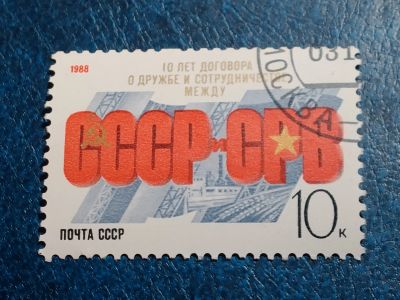 1988
10 ЛЕТ ДОГОВОРА
О ДРУЖБЕ И СОТРУДНИЧЕСТВЕ
МЕЖДУ
СССР И СРВ
ПОЧТА СССР
10 К
МОСКВА
031